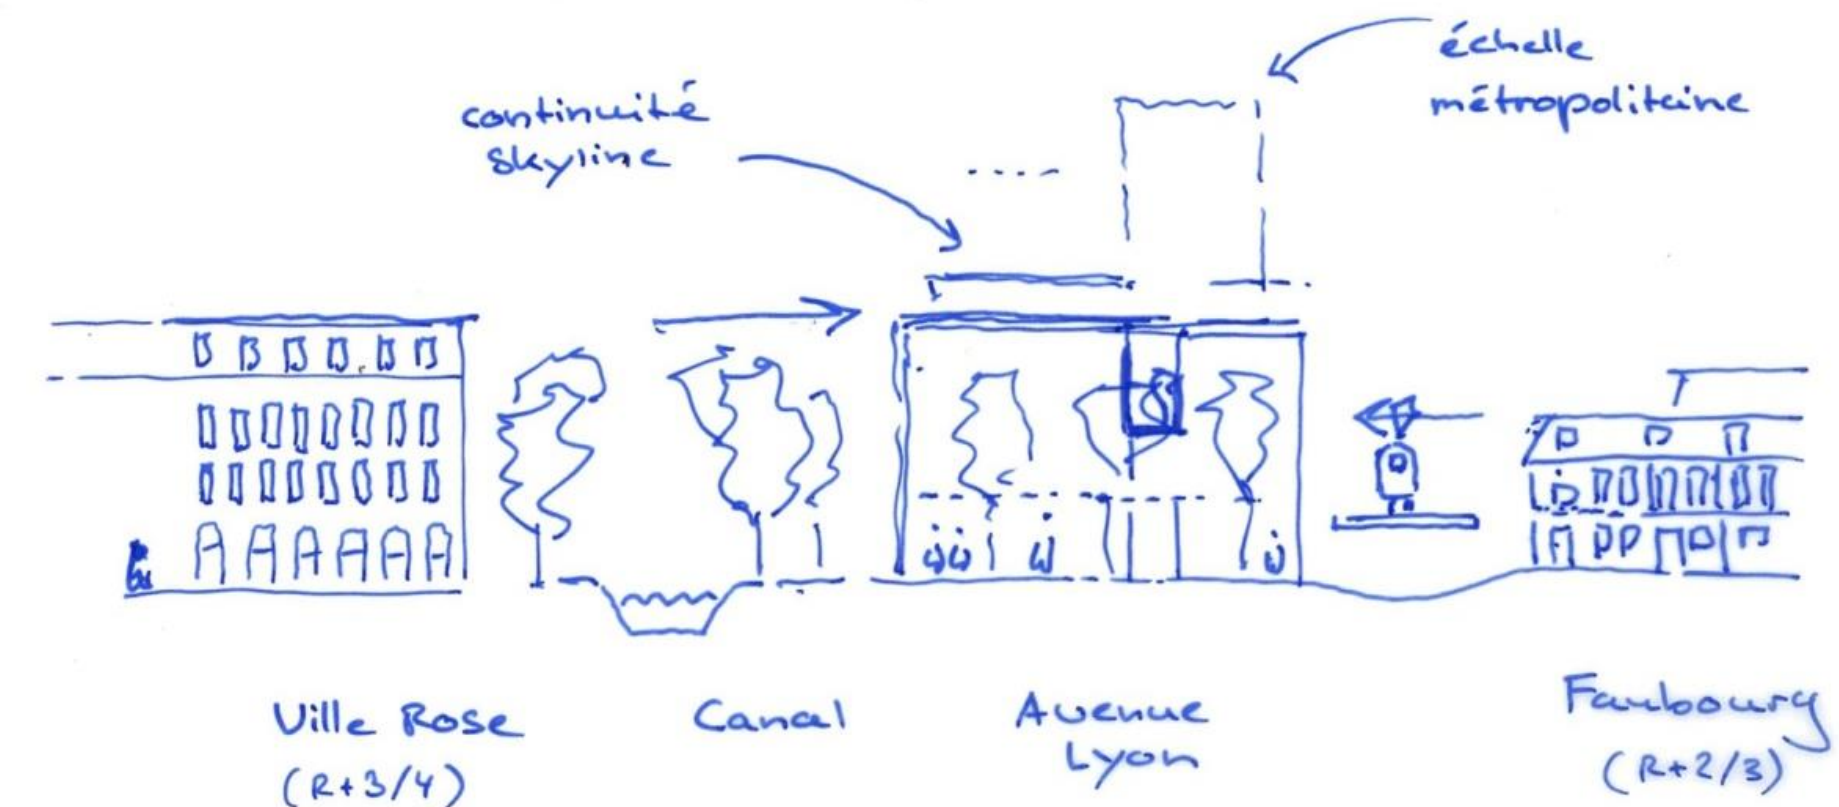 échelle
métropolitaine
continuité
skyline
Ville Rose
(R+3/4)
Canal
Avenue
Lyon
Faubourg
(R+2/3)